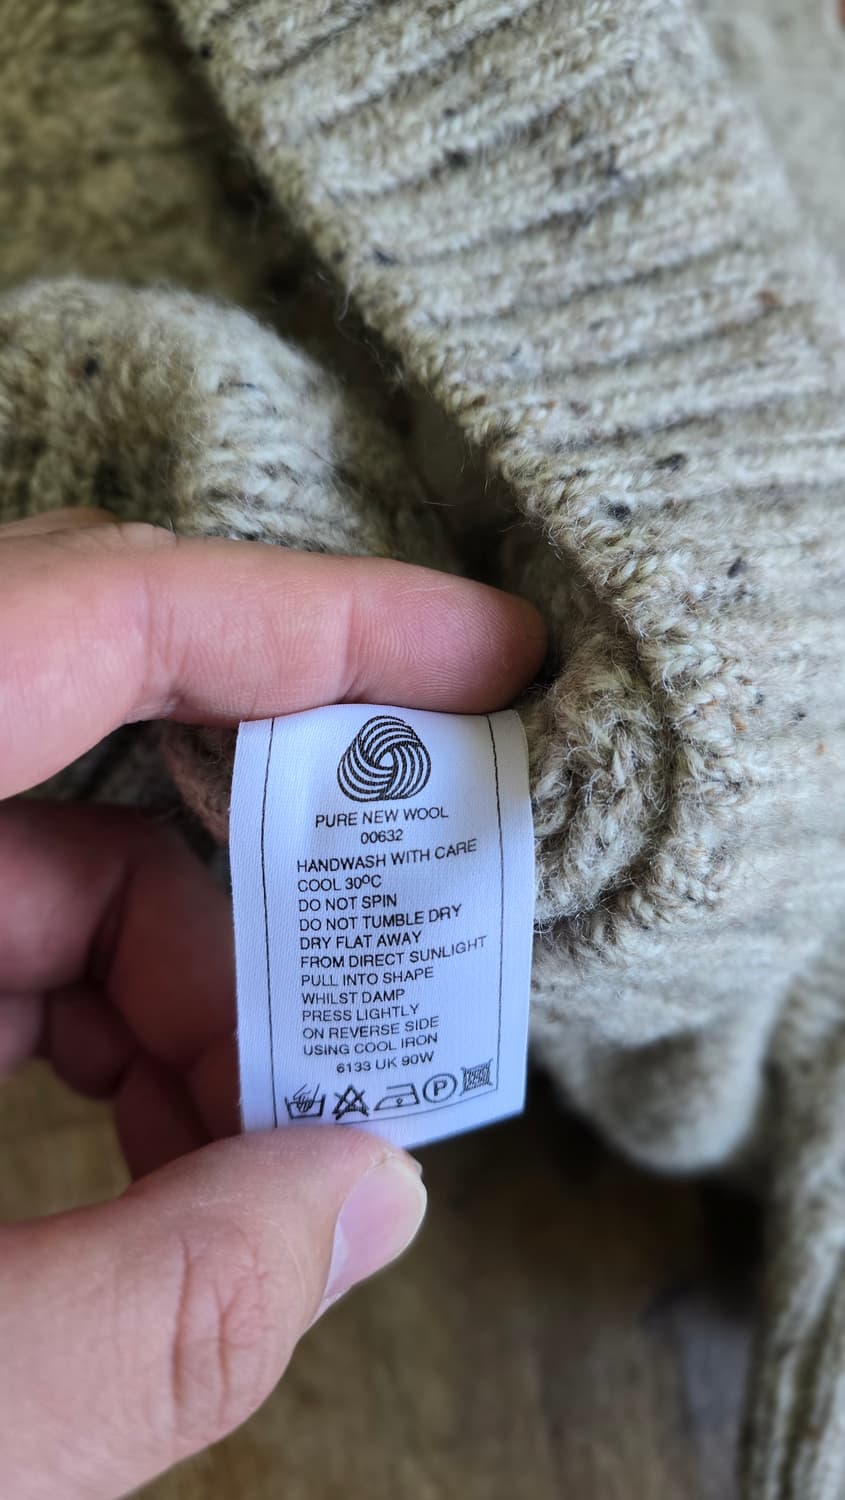 PURE NEW WOOL
00632
HANDWASH WITH CARE
COOL 30ºC
DO NOT SPIN
DO NOT TUMBLE DRY
DRY FLAT AWAY
FROM DIRECT SUNLIGHT
PULL INTO SHAPE
WHILST DAMP
PRESS LIGHTLY
ON REVERSE SIDE
USING COOL IRON
6133 UK 90W
P